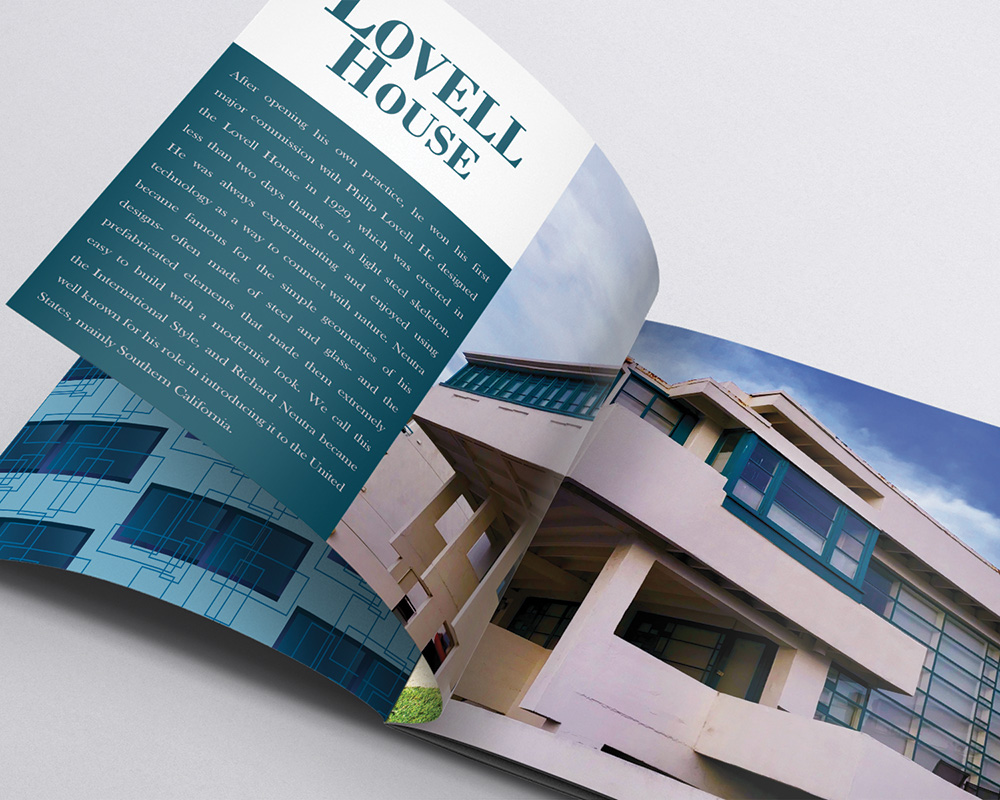 LOVELL
HOUSE
After opening his own practice, he won his first
major commission with Philip Lovell. He designed
the Lovell House in 1929, which was erected in
less than two days thanks to its light steel skeleton.
He was always experimenting and enjoyed using
technology as a way to connect with nature. Neutra
became famous for the simple geometries of his
designs- often made of steel and glass- and the
prefabricated elements that made them extremely
easy to build with a modernist look. We call this
the International Style, and Richard Neutra became
well known for his role in introducing it to the United
States, mainly Southern California.